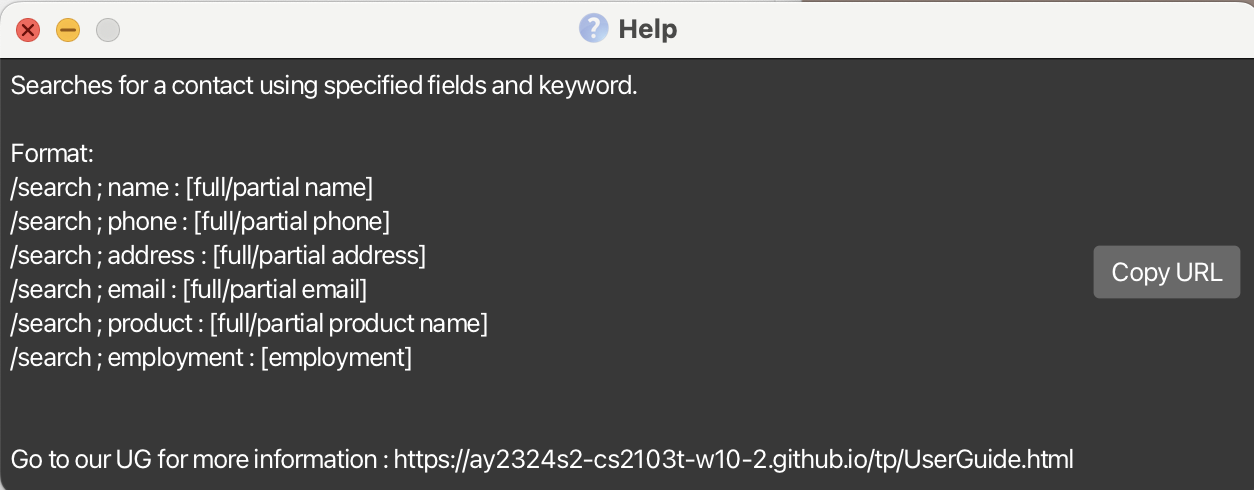 Help
Searches for a contact using specified fields and keyword.
Format:
/search ; name : [full/partial name]
/search ; phone : [full/partial phone]
/search ; address : [full/partial address]
/search ; email : [full/partial email]
/search ; product : [full/partial product name]
/search ; employment : [employment]
Copy URL
Go to our UG for more information : https://ay2324s2-cs2103t-w10-2.github.io/tp/UserGuide.html